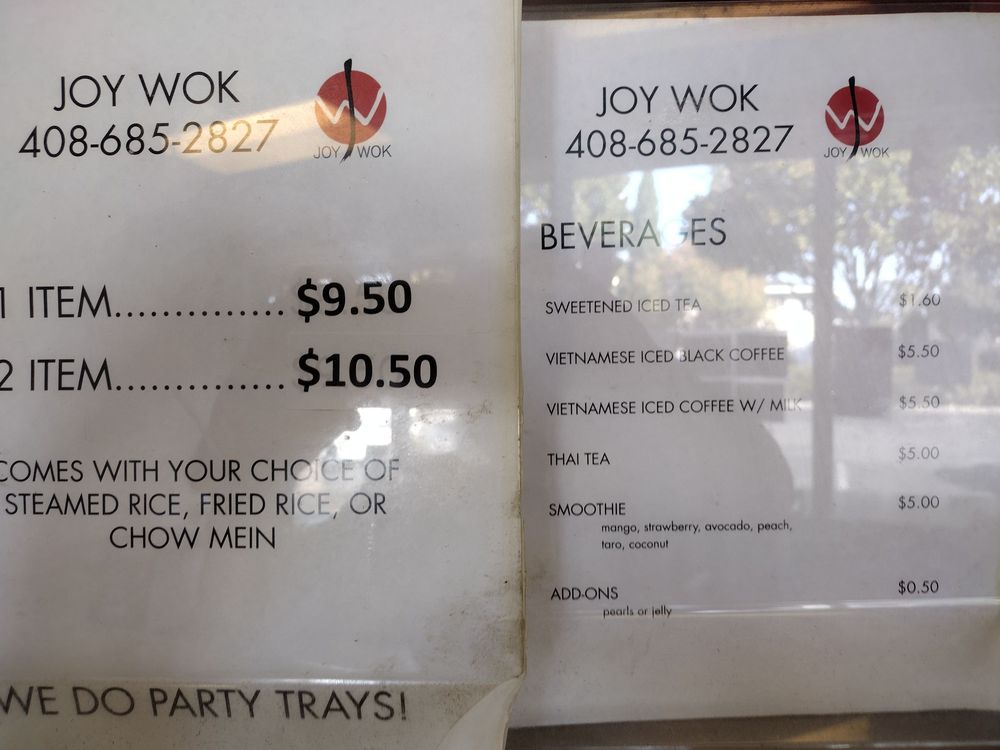 JOY WOK
408-685-2827
JOY WOK
1 ITEM............... $9.50
2 ITEM............... $10.50
COMES WITH YOUR CHOICE OF
STEAMED RICE, FRIED RICE, OR
CHOW MEIN
WE DO PARTY TRAYS!
JOY WOK
408-685-2827
JOY WOK
BEVERAGES
SWEETENED ICED TEA $1.60
VIETNAMESE ICED BLACK COFFEE $5.50
VIETNAMESE ICED COFFEE W/ MILK $5.50
THAI TEA $5.00
SMOOTHIE $5.00
mango, strawberry, avocado, peach,
taro, coconut
ADD-ONS $0.50
pearls or jelly